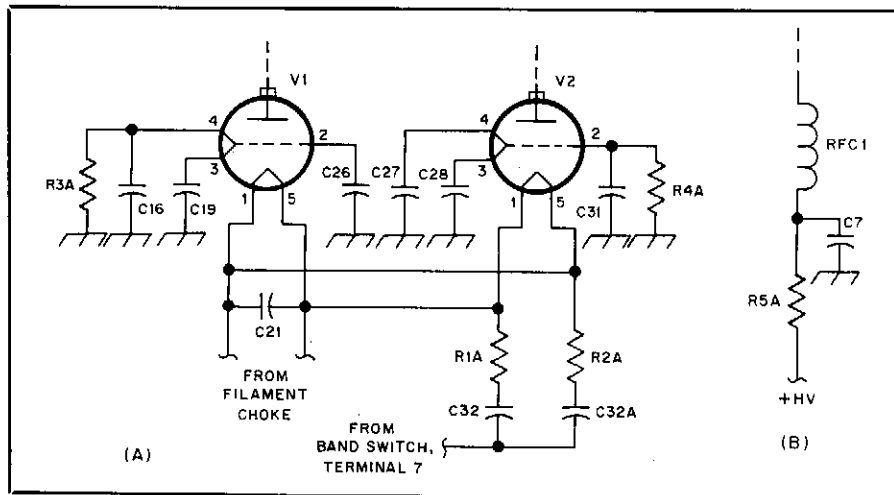 V1
V2
4
2
4
2
RFC1
R3A
3
C26
C27
C28
3
R4A
C16
C19
1
5
1
5
C31
C7
R5A
C21
R1A
R2A
FROM
FILAMENT
CHOKE
+HV
C32
C32A
FROM
BAND SWITCH,
TERMINAL 7
(A)
(B)